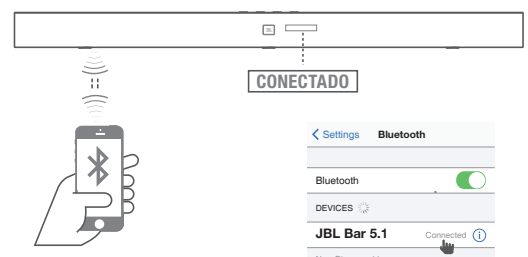 CONECTADO
Settings Bluetooth
Bluetooth
DEVICES
JBL Bar 5.1 Connected